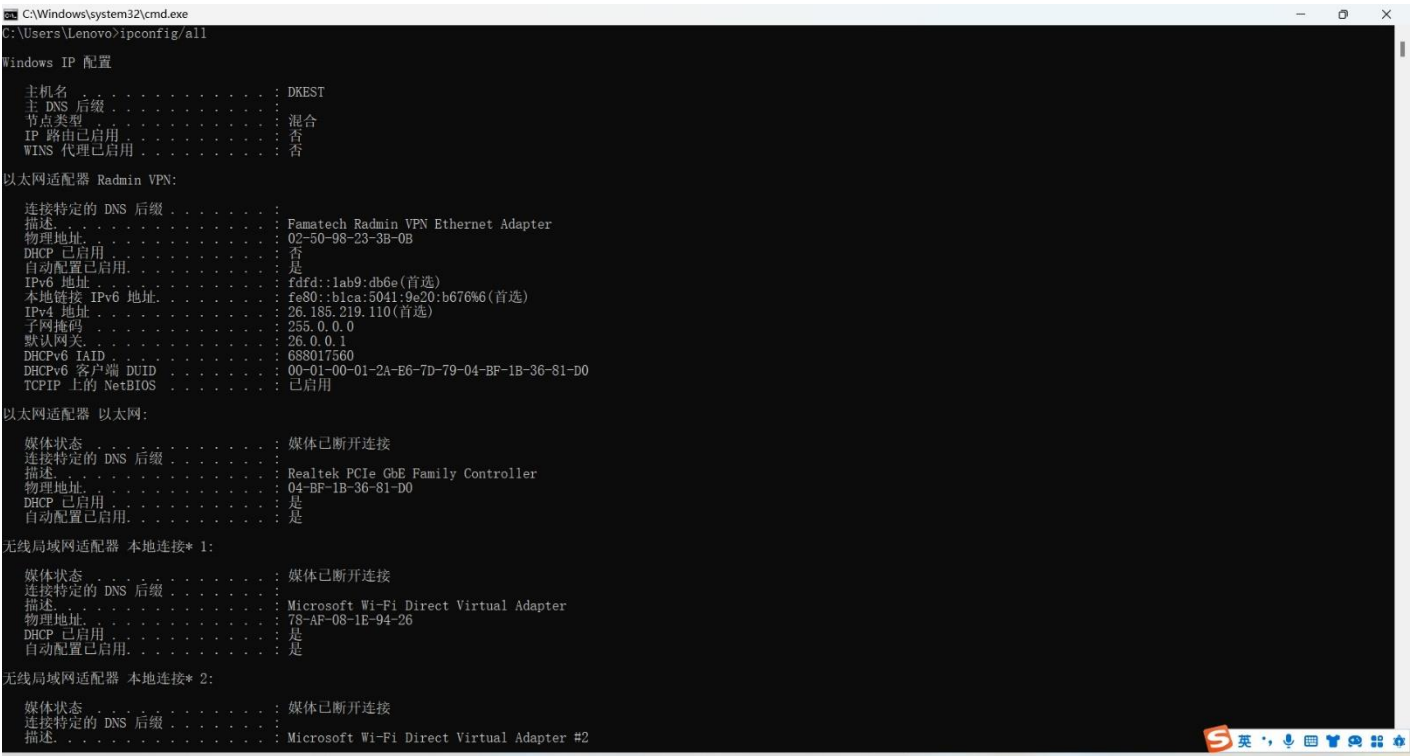 C:\Windows\system32\cmd.exe
C:\Users\Lenovo>ipconfig/all
Windows IP 配置
主机名 . . . . . . . . . . . . . : DKEST
主 DNS 后缀 . . . . . . . . . . . :
节点类型 . . . . . . . . . . . . : 混合
IP 路由已启用 . . . . . . . . . . : 否
WINS 代理已启用 . . . . . . . . . : 否
以太网适配器 Radmin VPN:
连接特定的 DNS 后缀 . . . . . . . :
描述. . . . . . . . . . . . . . . : Famatech Radmin VPN Ethernet Adapter
物理地址. . . . . . . . . . . . . : 02-50-98-23-3B-0B
DHCP 已启用 . . . . . . . . . . . : 否
自动配置已启用. . . . . . . . . . : 是
IPv6 地址 . . . . . . . . . . . . : fdfd::1ab9:db6e(首选)
本地链接 IPv6 地址. . . . . . . . : fe80::b1ca:5041:9e20:b676%6(首选)
IPv4 地址 . . . . . . . . . . . . : 26.185.219.110(首选)
子网掩码 . . . . . . . . . . . . : 255.0.0.0
默认网关. . . . . . . . . . . . . : 26.0.0.1
DHCPv6 IAID . . . . . . . . . . . : 688017560
DHCPv6 客户端 DUID . . . . . . . : 00-01-00-01-2A-E6-7D-79-04-BF-1B-36-81-D0
TCPIP 上的 NetBIOS . . . . . . . : 已启用
以太网适配器 以太网:
媒体状态 . . . . . . . . . . . . : 媒体已断开连接
连接特定的 DNS 后缀 . . . . . . . :
描述. . . . . . . . . . . . . . . : Realtek PCIe GbE Family Controller
物理地址. . . . . . . . . . . . . : 04-BF-1B-36-81-D0
DHCP 已启用 . . . . . . . . . . . : 是
自动配置已启用. . . . . . . . . . : 是
无线局域网适配器 本地连接* 1:
媒体状态 . . . . . . . . . . . . : 媒体已断开连接
连接特定的 DNS 后缀 . . . . . . . :
描述. . . . . . . . . . . . . . . : Microsoft Wi-Fi Direct Virtual Adapter
物理地址. . . . . . . . . . . . . : 78-AF-08-1E-94-26
DHCP 已启用 . . . . . . . . . . . : 是
自动配置已启用. . . . . . . . . . : 是
无线局域网适配器 本地连接* 2:
媒体状态 . . . . . . . . . . . . : 媒体已断开连接
连接特定的 DNS 后缀 . . . . . . . :
描述. . . . . . . . . . . . . . . : Microsoft Wi-Fi Direct Virtual Adapter #2
英